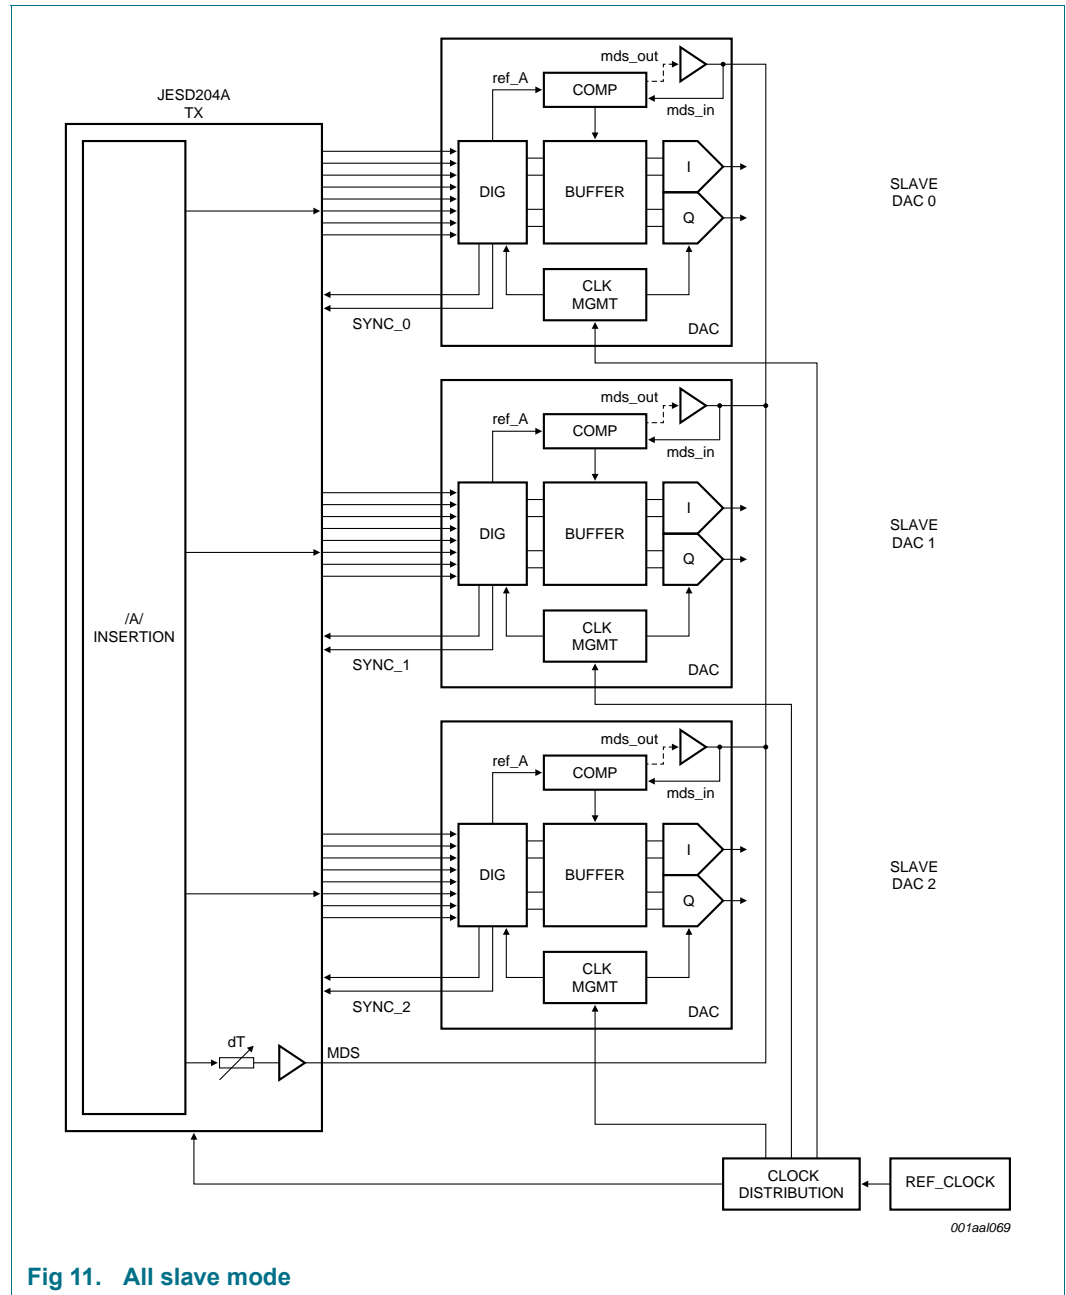 JESD204A
TX
mds_out
ref_A
COMP
mds_in
DIG
BUFFER
I
Q
SLAVE
DAC 0
CLK
MGMT
SYNC_0
DAC
mds_out
ref_A
COMP
mds_in
DIG
BUFFER
I
Q
SLAVE
DAC 1
/A/
INSERTION
CLK
MGMT
SYNC_1
DAC
mds_out
ref_A
COMP
mds_in
DIG
BUFFER
I
Q
SLAVE
DAC 2
CLK
MGMT
SYNC_2
DAC
dT
MDS
CLOCK
DISTRIBUTION
REF_CLOCK
001aal069
Fig 11. All slave mode